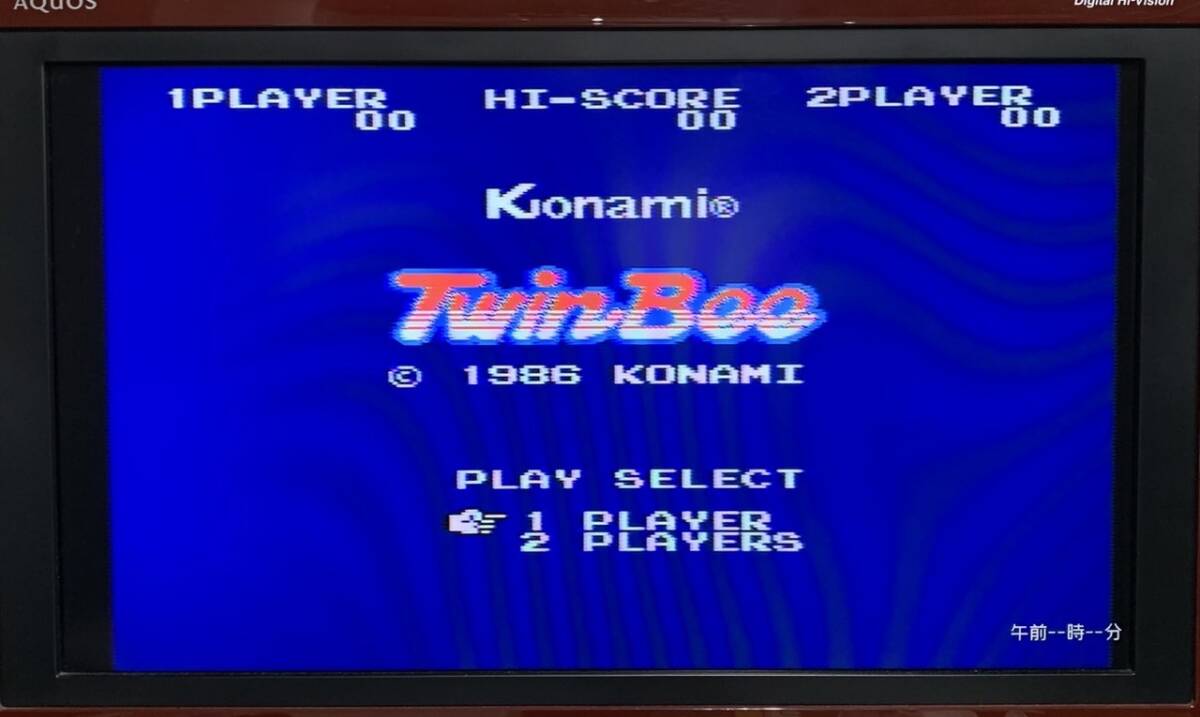 AQUOS
Digital Hi-Vision
1PLAYER HI-SCORE 2PLAYER
00 00 00
Konami®
TwinBee
© 1986 KONAMI
PLAY SELECT
1 PLAYER
2 PLAYERS
午前--時--分